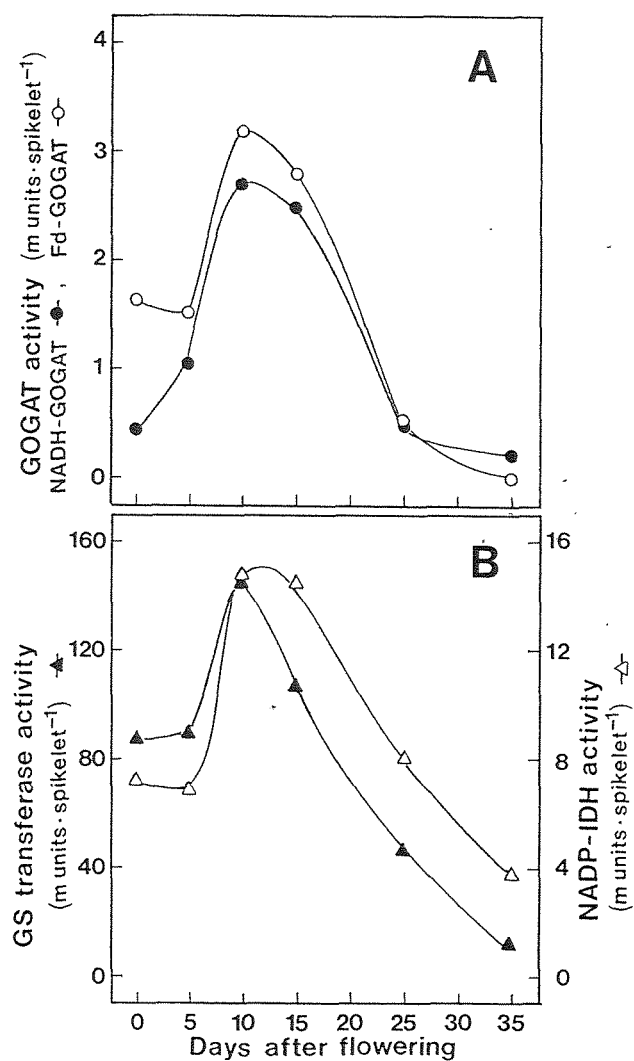 A
GOGAT activity (m units·spikelet⁻¹)
NADH-GOGAT ●, Fd-GOGAT ○
4
3
2
1
0
B
GS transferase activity ▲
(m units·spikelet⁻¹)
160
120
80
40
0
16
12
8
4
0
NADP-IDH activity △
(m units·spikelet⁻¹)
0 5 10 15 20 25 30 35
Days after flowering